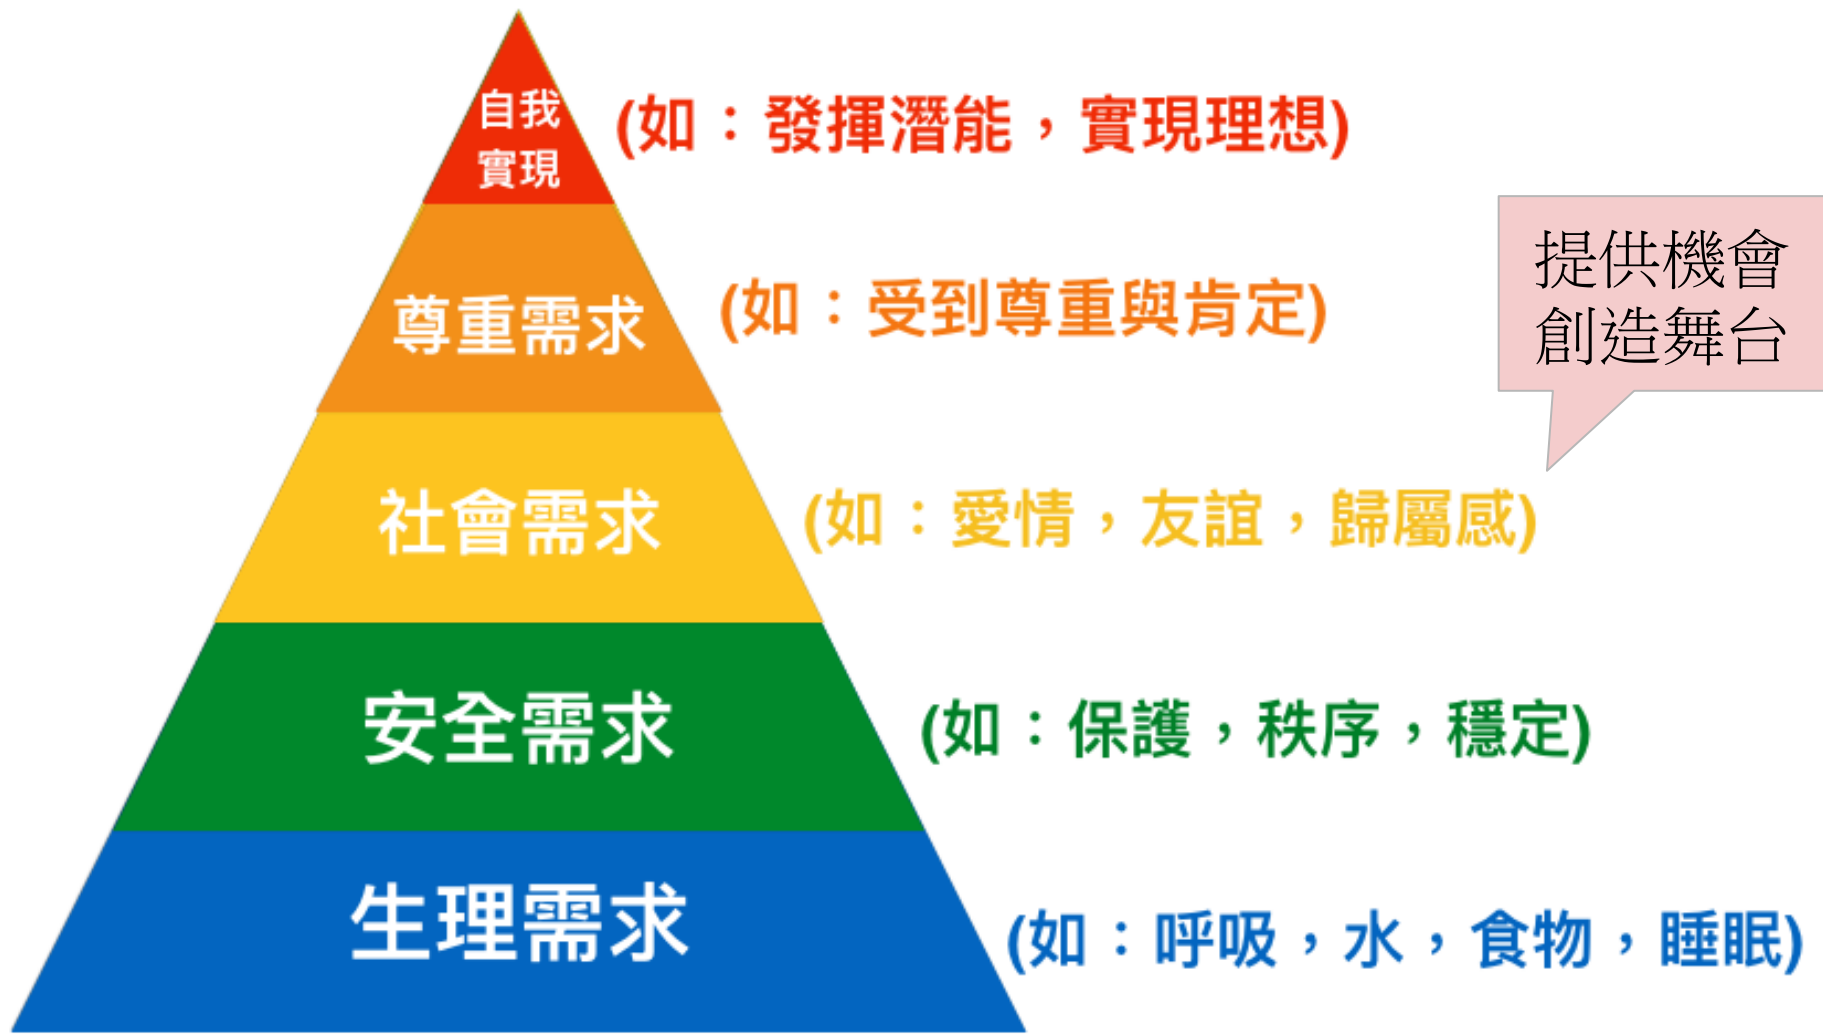 自我
實現
(如：發揮潛能，實現理想)
提供機會
創造舞台
尊重需求
(如：受到尊重與肯定)
社會需求
(如：愛情，友誼，歸屬感)
安全需求
(如：保護，秩序，穩定)
生理需求
(如：呼吸，水，食物，睡眠)